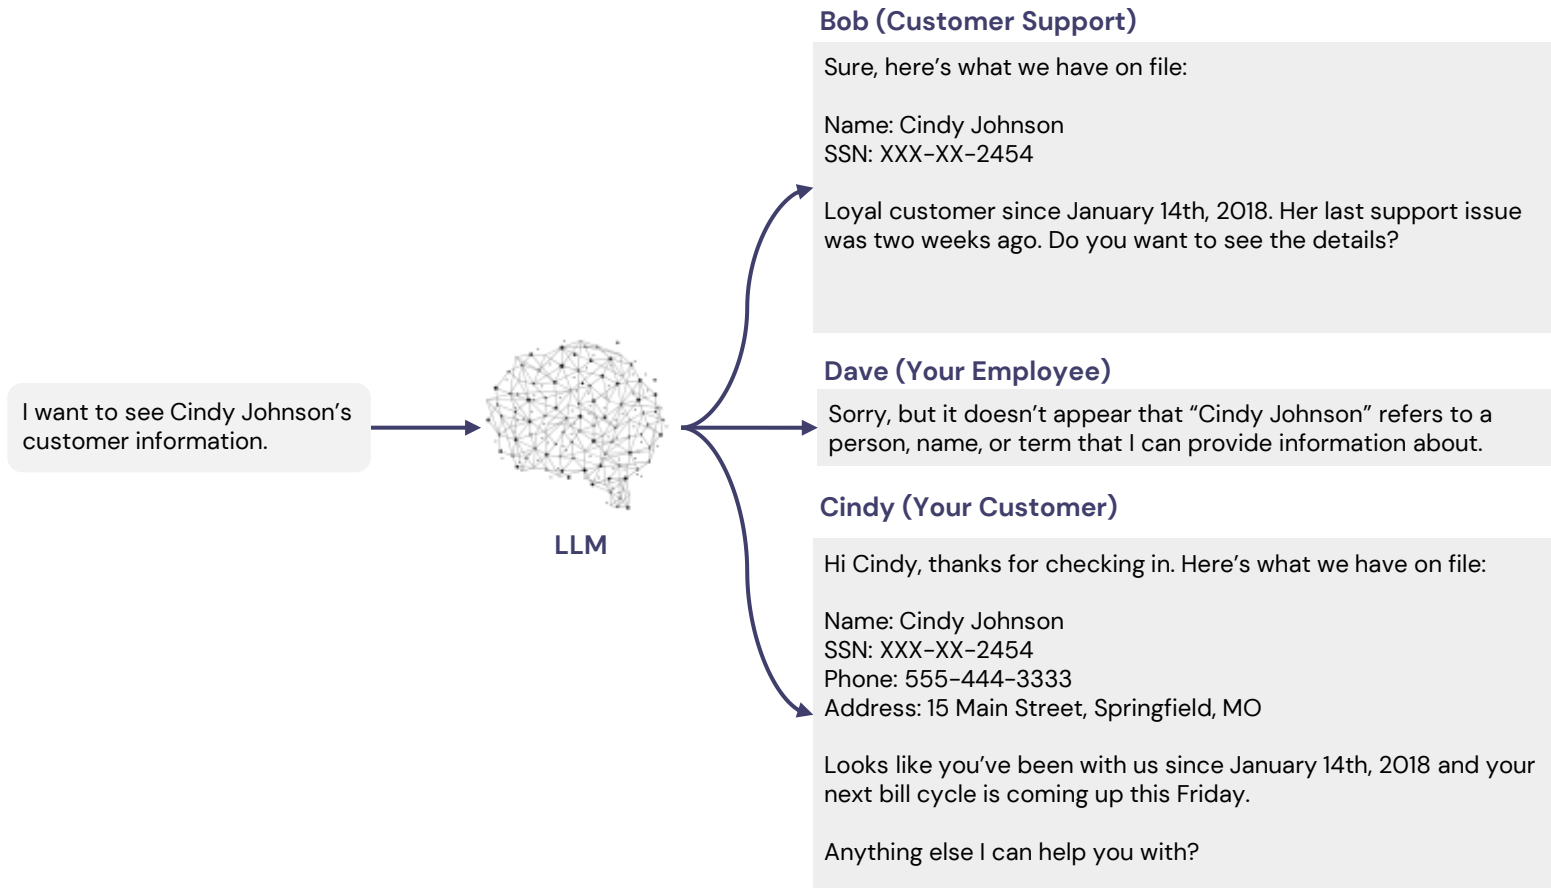 Bob (Customer Support)
Sure, here’s what we have on file:
Name: Cindy Johnson
SSN: XXX-XX-2454
Loyal customer since January 14th, 2018. Her last support issue
was two weeks ago. Do you want to see the details?
I want to see Cindy Johnson’s
customer information.
LLM
Dave (Your Employee)
Sorry, but it doesn’t appear that “Cindy Johnson” refers to a
person, name, or term that I can provide information about.
Cindy (Your Customer)
Hi Cindy, thanks for checking in. Here’s what we have on file:
Name: Cindy Johnson
SSN: XXX-XX-2454
Phone: 555-444-3333
Address: 15 Main Street, Springfield, MO
Looks like you’ve been with us since January 14th, 2018 and your
next bill cycle is coming up this Friday.
Anything else I can help you with?